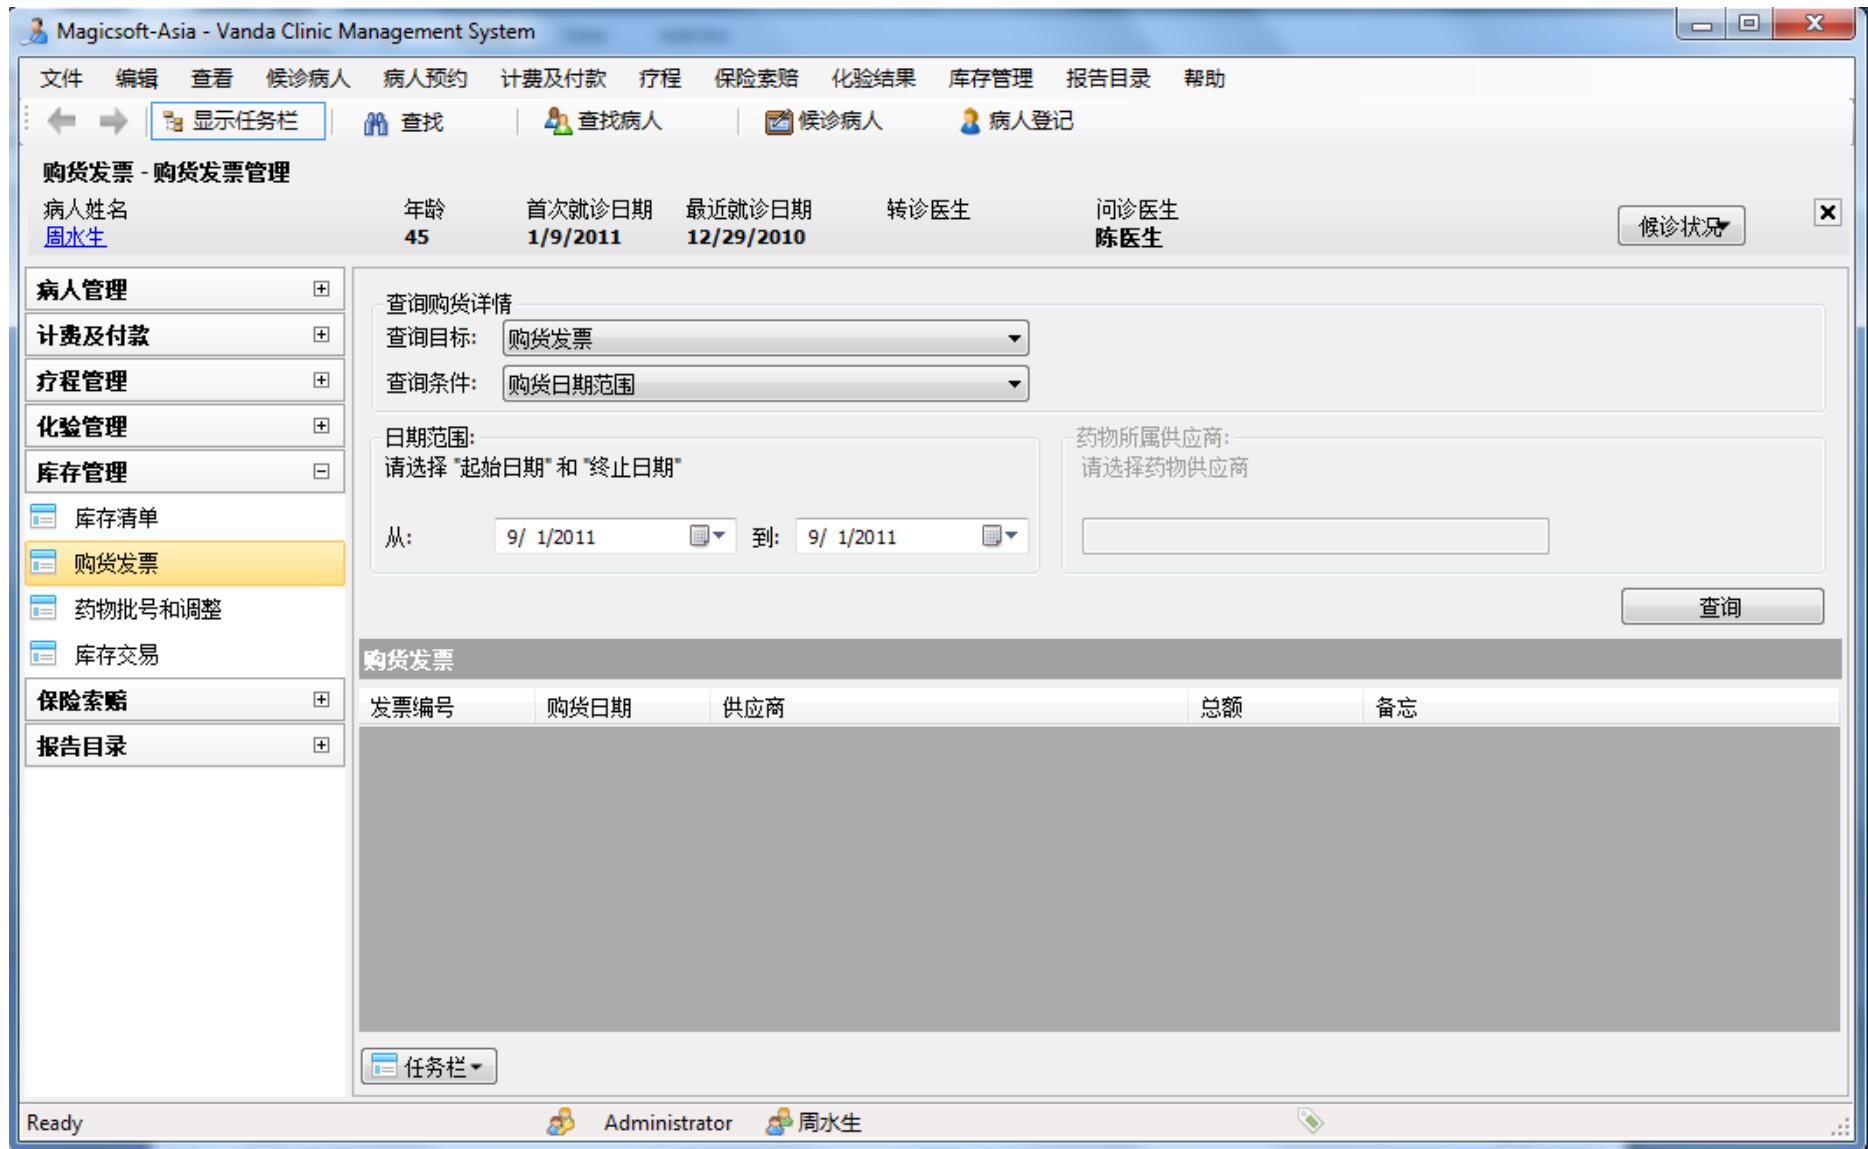 Magicsoft-Asia - Vanda Clinic Management System
文件 编辑 查看 候诊病人 病人预约 计费及付款 疗程 保险索赔 化验结果 库存管理 报告目录 帮助
显示任务栏 查找 查找病人 候诊病人 病人登记
购货发票 - 购货发票管理
病人姓名 年龄 首次就诊日期 最近就诊日期 转诊医生 问诊医生
周水生 45 1/9/2011 12/29/2010 陈医生
候诊状况
病人管理
计费及付款
疗程管理
化验管理
库存管理
库存清单
购货发票
药物批号和调整
库存交易
保险索赔
报告目录
查询购货详情
查询目标: 购货发票
查询条件: 购货日期范围
日期范围:
请选择 "起始日期" 和 "终止日期"
从: 9/ 1/2011 到: 9/ 1/2011
药物所属供应商:
请选择药物供应商
查询
购货发票
发票编号 购货日期 供应商 总额 备忘
任务栏
Ready Administrator 周水生